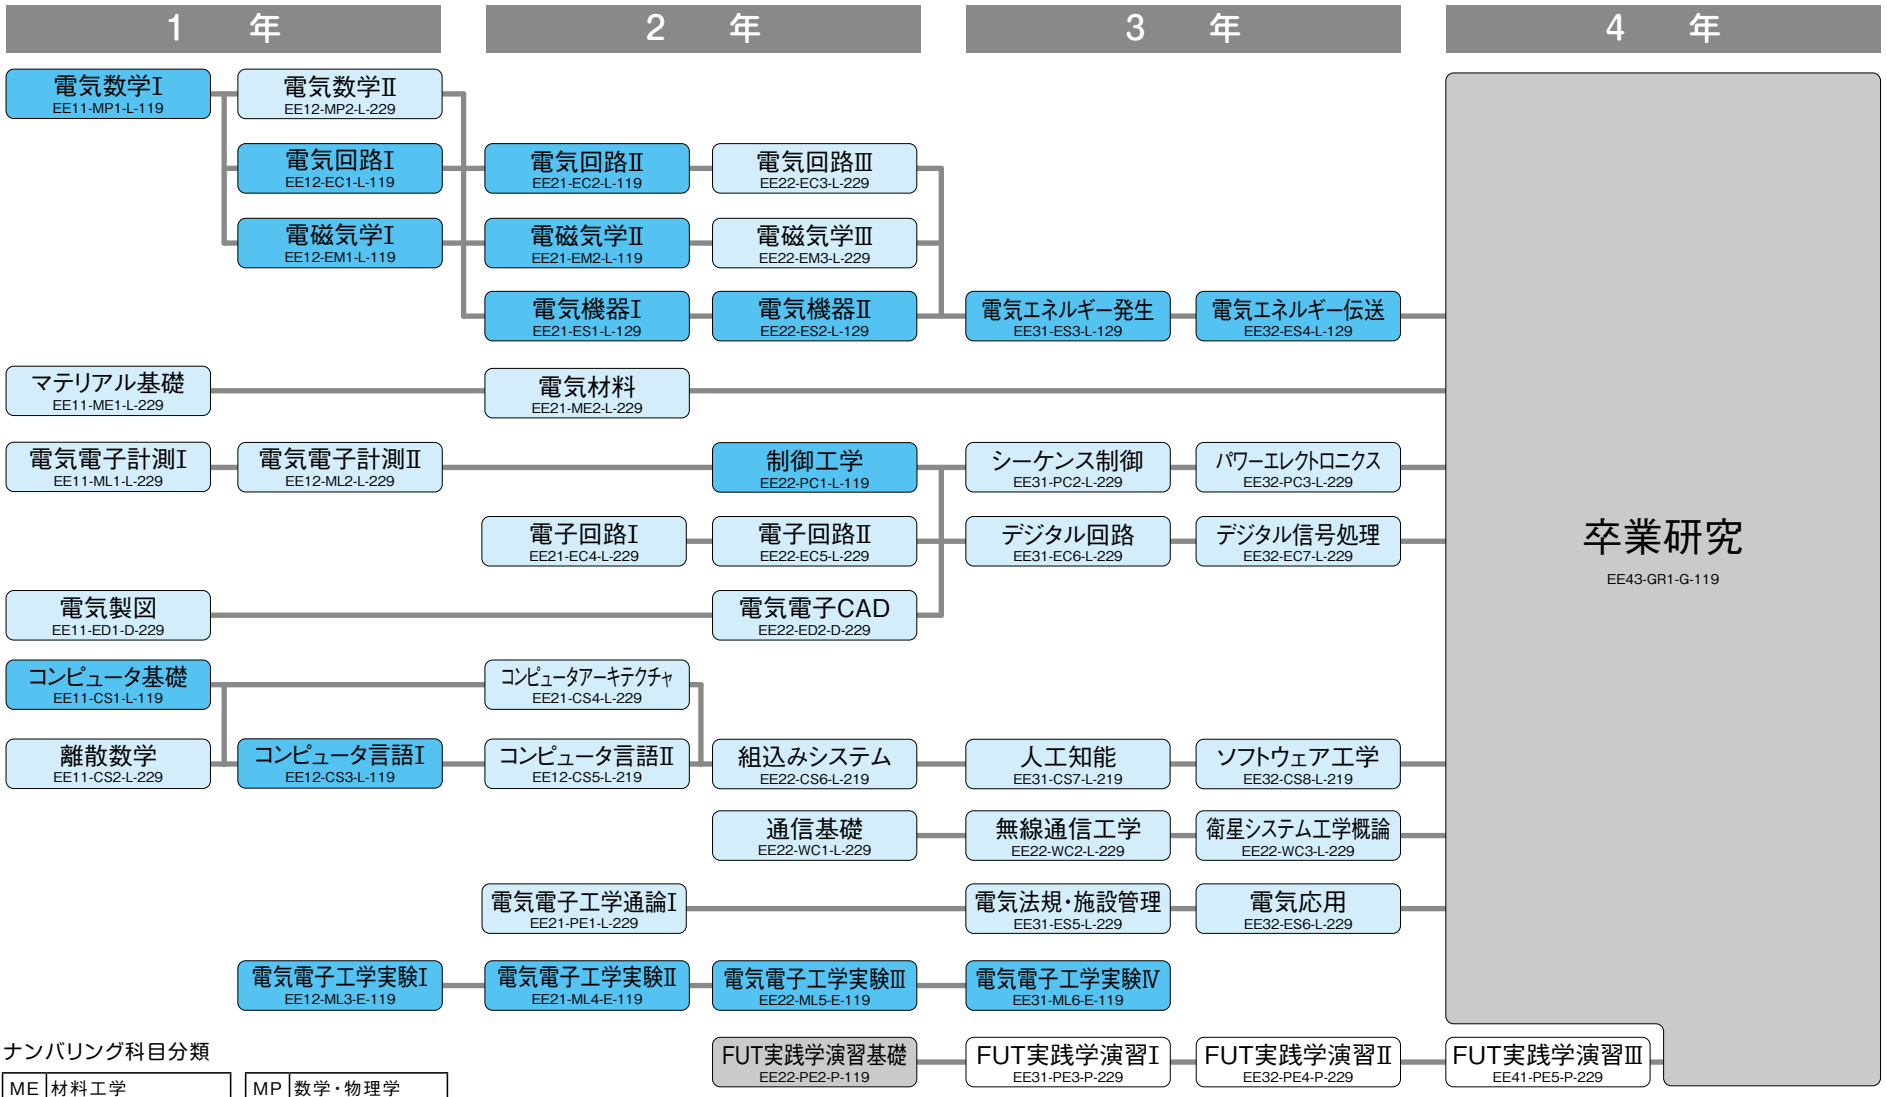 1 年
2 年
3 年
4 年
電気数学Ⅰ
EE11-MP1-L-119
電気数学Ⅱ
EE12-MP2-L-229
電気回路Ⅰ
EE12-EC1-L-119
電気回路Ⅱ
EE21-EC2-L-119
電気回路Ⅲ
EE22-EC3-L-229
電磁気学Ⅰ
EE12-EM1-L-119
電磁気学Ⅱ
EE21-EM2-L-119
電磁気学Ⅲ
EE22-EM3-L-229
電気機器Ⅰ
EE21-ES1-L-129
電気機器Ⅱ
EE22-ES2-L-129
電気エネルギー発生
EE31-ES3-L-129
電気エネルギー伝送
EE32-ES4-L-129
マテリアル基礎
EE11-ME1-L-229
電気材料
EE21-ME2-L-229
電気電子計測Ⅰ
EE11-ML1-L-229
電気電子計測Ⅱ
EE12-ML2-L-229
制御工学
EE22-PC1-L-119
シーケンス制御
EE31-PC2-L-229
パワーエレクトロニクス
EE32-PC3-L-229
電子回路Ⅰ
EE21-EC4-L-229
電子回路Ⅱ
EE22-EC5-L-229
デジタル回路
EE31-EC6-L-229
デジタル信号処理
EE32-EC7-L-229
卒業研究
EE43-GR1-G-119
電気製図
EE11-ED1-D-229
電気電子CAD
EE22-ED2-D-229
コンピュータ基礎
EE11-CS1-L-119
コンピュータアーキテクチャ
EE21-CS4-L-229
離散数学
EE11-CS2-L-229
コンピュータ言語Ⅰ
EE12-CS3-L-119
コンピュータ言語Ⅱ
EE12-CS5-L-219
組込みシステム
EE22-CS6-L-219
人工知能
EE31-CS7-L-219
ソフトウェア工学
EE32-CS8-L-219
通信基礎
EE22-WC1-L-229
無線通信工学
EE22-WC2-L-229
衛星システム工学概論
EE22-WC3-L-229
電気電子工学通論Ⅰ
EE21-PE1-L-229
電気法規・施設管理
EE31-ES5-L-229
電気応用
EE32-ES6-L-229
電気電子工学実験Ⅰ
EE12-ML3-E-119
電気電子工学実験Ⅱ
EE21-ML4-E-119
電気電子工学実験Ⅲ
EE22-ML5-E-119
電気電子工学実験Ⅳ
EE31-ML6-E-119
FUT実践学演習基礎
EE22-PE2-P-119
FUT実践学演習Ⅰ
EE31-PE3-P-229
FUT実践学演習Ⅱ
EE32-PE4-P-229
FUT実践学演習Ⅲ
EE41-PE5-P-229
ナンバリング科目分類
ME 材料工学
MP 数学・物理学